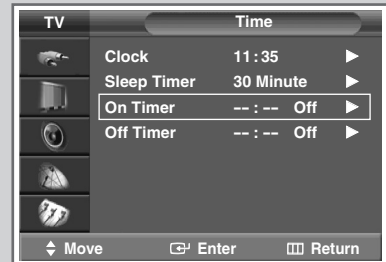 TV Time
Clock 11:35
Sleep Timer 30 Minute
On Timer --:-- Off
Off Timer --:-- Off
Move Enter Return